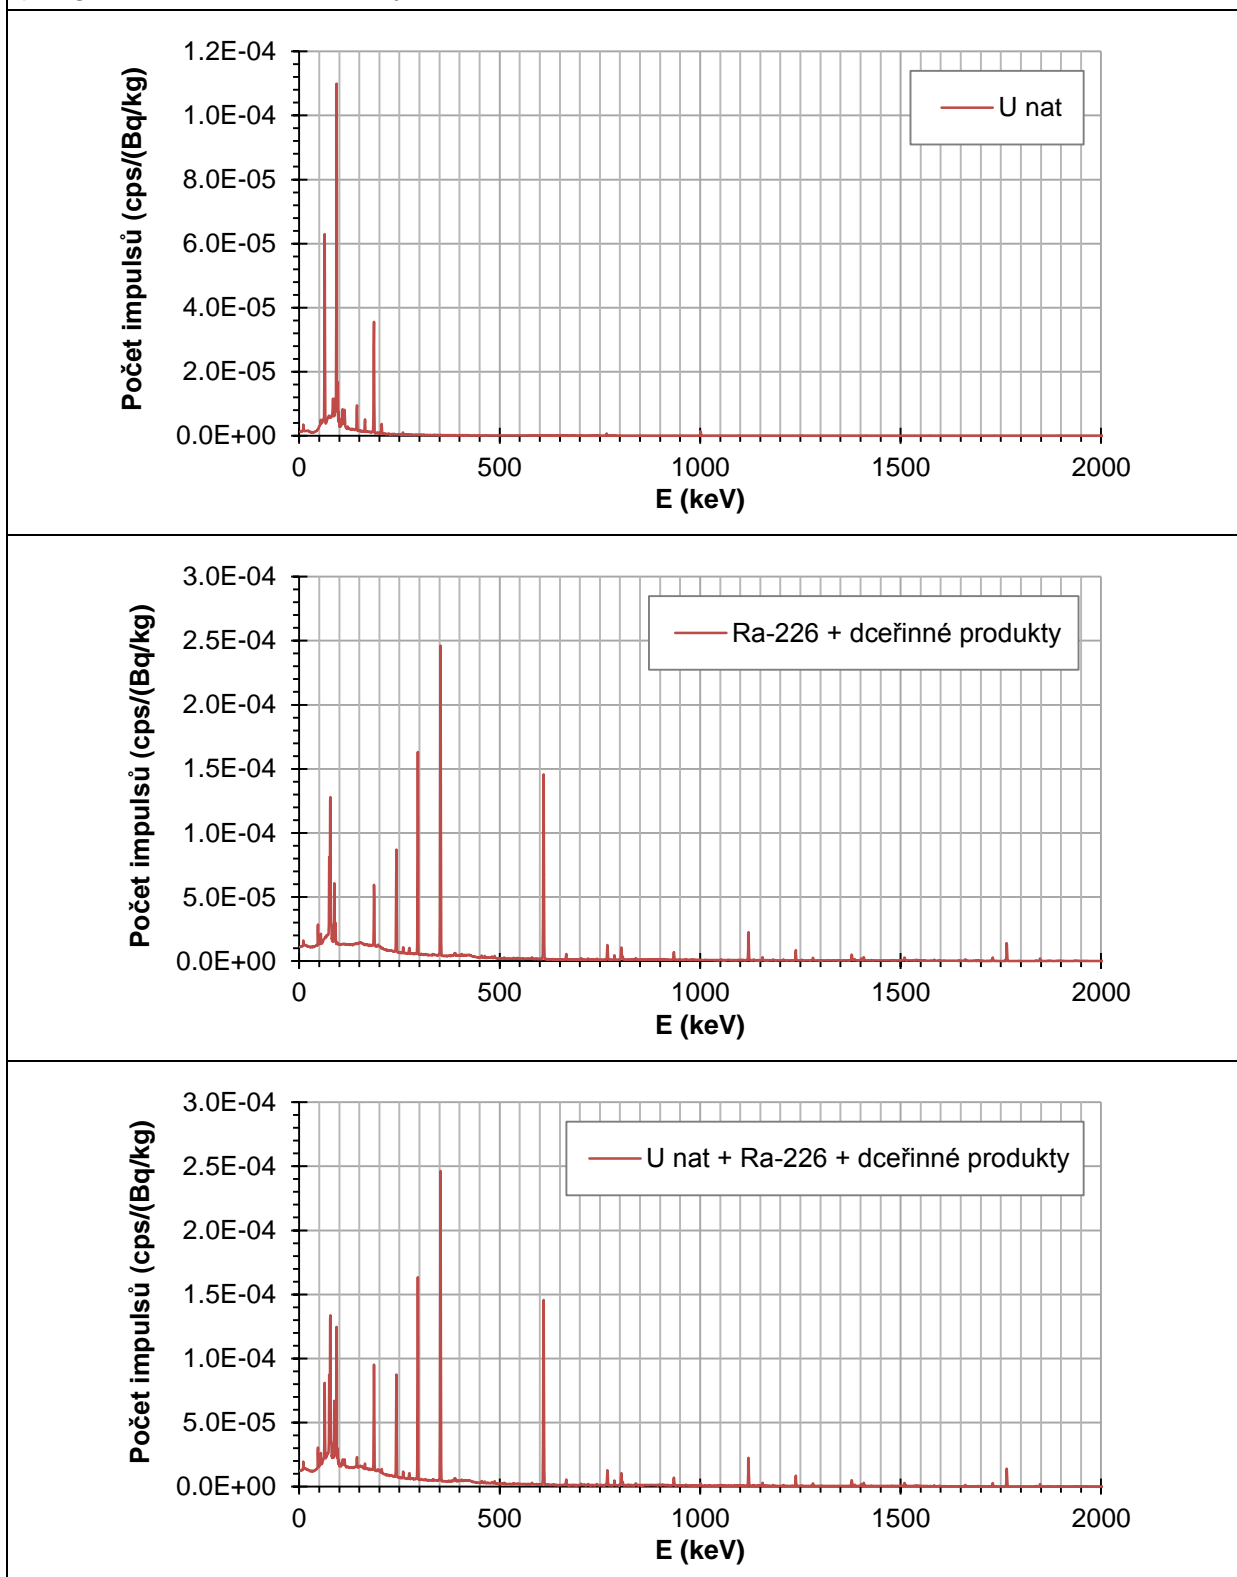 1.2E-04
1.0E-04
8.0E-05
6.0E-05
4.0E-05
2.0E-05
0.0E+00
Počet impulsů (cps/(Bq/kg)
U nat
0 500 1000 1500 2000
E (keV)
3.0E-04
2.5E-04
2.0E-04
1.5E-04
1.0E-04
5.0E-05
0.0E+00
Počet impulsů (cps/(Bq/kg)
Ra-226 + dceřinné produkty
0 500 1000 1500 2000
E (keV)
3.0E-04
2.5E-04
2.0E-04
1.5E-04
1.0E-04
5.0E-05
0.0E+00
Počet impulsů (cps/(Bq/kg)
U nat + Ra-226 + dceřinné produkty
0 500 1000 1500 2000
E (keV)